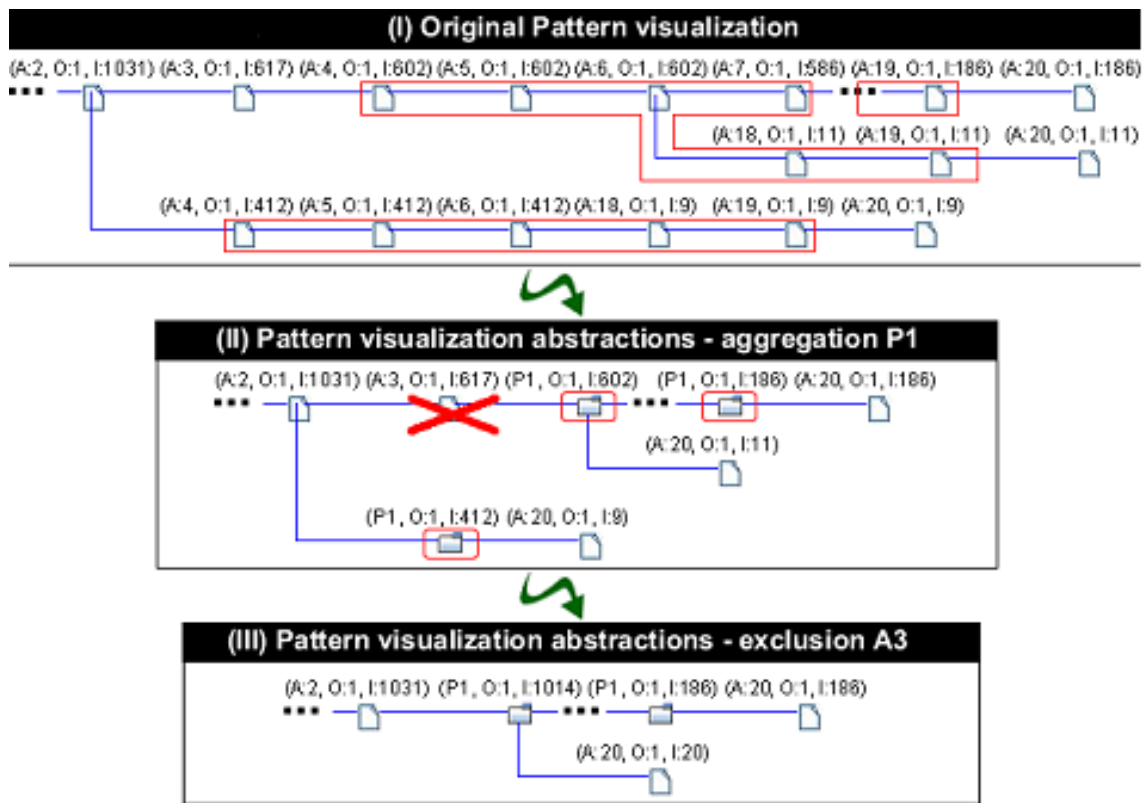 (I) Original Pattern visualization
(A:2, O:1, I:1031) (A:3, O:1, I:617) (A:4, O:1, I:602) (A:5, O:1, I:602) (A:6, O:1, I:602) (A:7, O:1, I:586) (A:19, O:1, I:186) (A:20, O:1, I:186)
(A:18, O:1, I:11) (A:19, O:1, I:11) (A:20, O:1, I:11)
(A:4, O:1, I:412) (A:5, O:1, I:412) (A:6, O:1, I:412) (A:18, O:1, I:9) (A:19, O:1, I:9) (A:20, O:1, I:9)
(II) Pattern visualization abstractions - aggregation P1
(A:2, O:1, I:1031) (A:3, O:1, I:617) (P1, O:1, I:602) (P1, O:1, I:186) (A:20, O:1, I:186)
(A:20, O:1, I:11)
(P1, O:1, I:412) (A:20, O:1, I:9)
(III) Pattern visualization abstractions - exclusion A3
(A:2, O:1, I:1031) (P1, O:1, I:1014) (P1, O:1, I:186) (A:20, O:1, I:186)
(A:20, O:1, I:20)